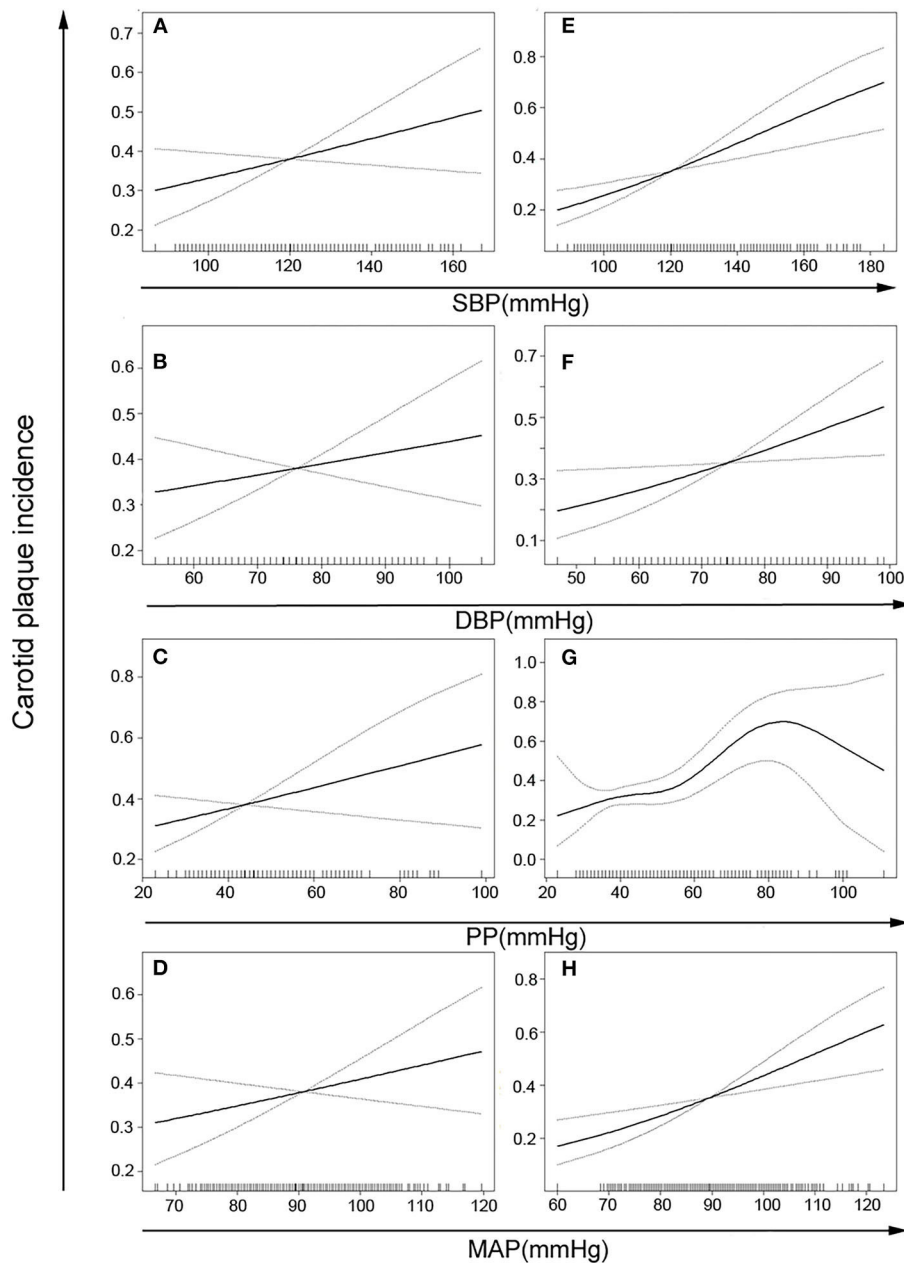 A
0.7
0.6
0.5
0.4
0.3
0.2
100 120 140 160
E
0.8
0.6
0.4
0.2
100 120 140 160 180
SBP(mmHg)
B
0.6
0.5
0.4
0.3
0.2
60 70 80 90 100
F
0.7
0.5
0.3
0.1
50 60 70 80 90 100
DBP(mmHg)
C
0.8
0.6
0.4
0.2
20 40 60 80 100
G
1.0
0.8
0.6
0.4
0.2
0.0
20 40 60 80 100
PP(mmHg)
D
0.6
0.5
0.4
0.3
0.2
70 80 90 100 110 120
H
0.8
0.6
0.4
0.2
60 70 80 90 100 110 120
MAP(mmHg)
Carotid plaque incidence